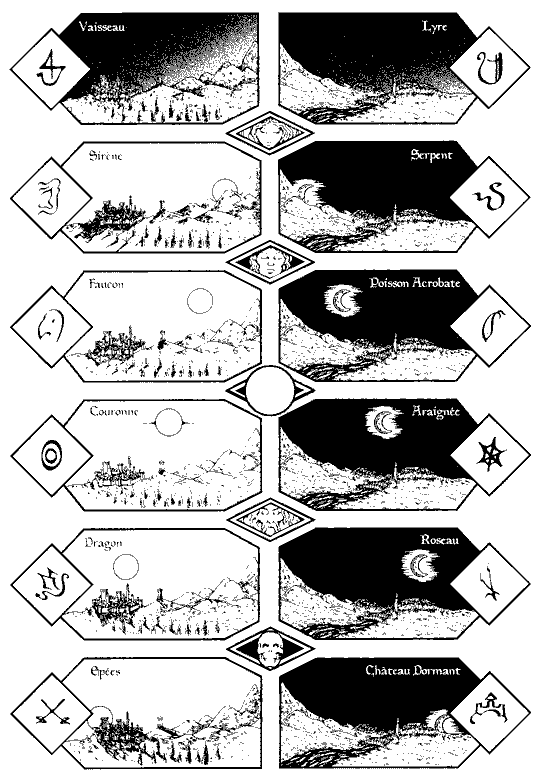 Vaisseau
Lyre
Sirène
Serpent
Faucon
Poisson Acrobate
Couronne
Araignée
Dragon
Roseau
Epées
Château Dormant